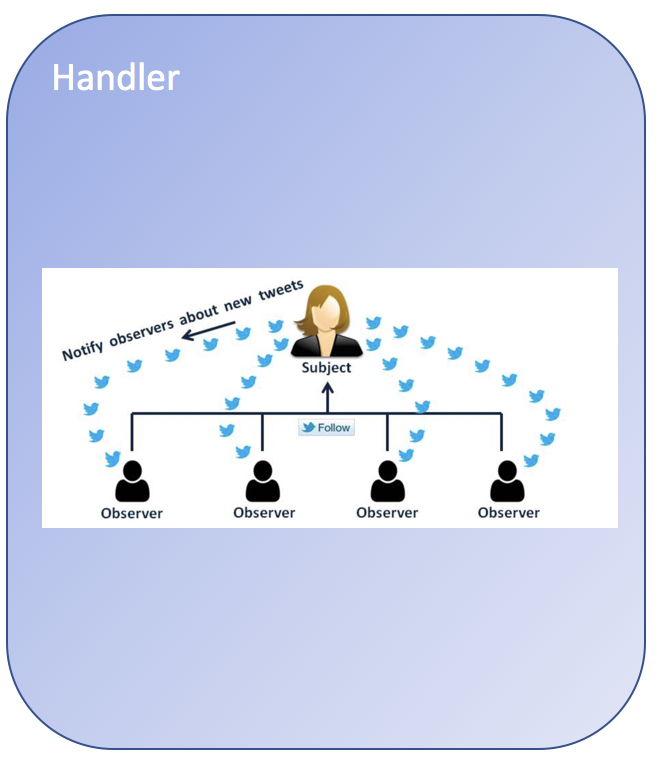 Handler
Notify observers about new tweets
Subject
Follow
Observer Observer Observer Observer